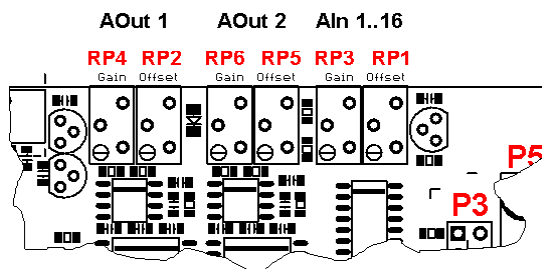 AOut 1 AOut 2 AIn 1..16
RP4 RP2 RP6 RP5 RP3 RP1
Gain Offset Gain Offset Gain Offset
P5
P3